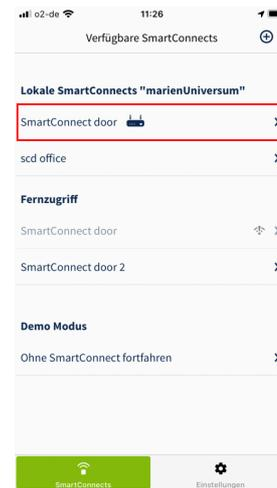 o2-de 11:26
Verfügbare SmartConnects
Lokale SmartConnects "marienUniversum"
SmartConnect door
scd office
Fernzugriff
SmartConnect door
SmartConnect door 2
Demo Modus
Ohne SmartConnect fortfahren
SmartConnects Einstellungen